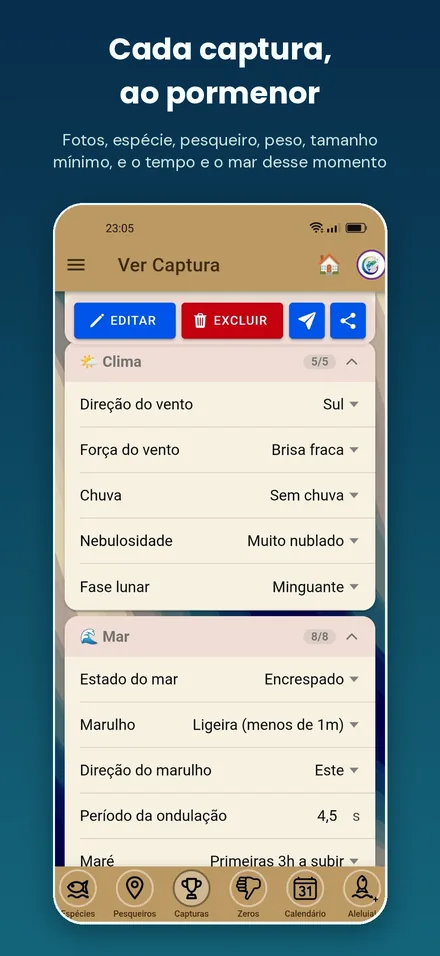 Cada captura,
ao pormenor
Fotos, espécie, pesqueiro, peso, tamanho
mínimo, e o tempo e o mar desse momento
23:05
Ver Captura
EDITAR
EXCLUIR
Clima 5/5
Direção do vento Sul
Força do vento Brisa fraca
Chuva Sem chuva
Nebulosidade Muito nublado
Fase lunar Minguante
Mar 8/8
Estado do mar Encrespado
Marulho Ligeira (menos de 1m)
Direção do marulho Este
Período da ondulação 4,5 s
Maré Primeiras 3h a subir
31
Espécies Pesqueiros Capturas Zeros Calendário Aleluia!